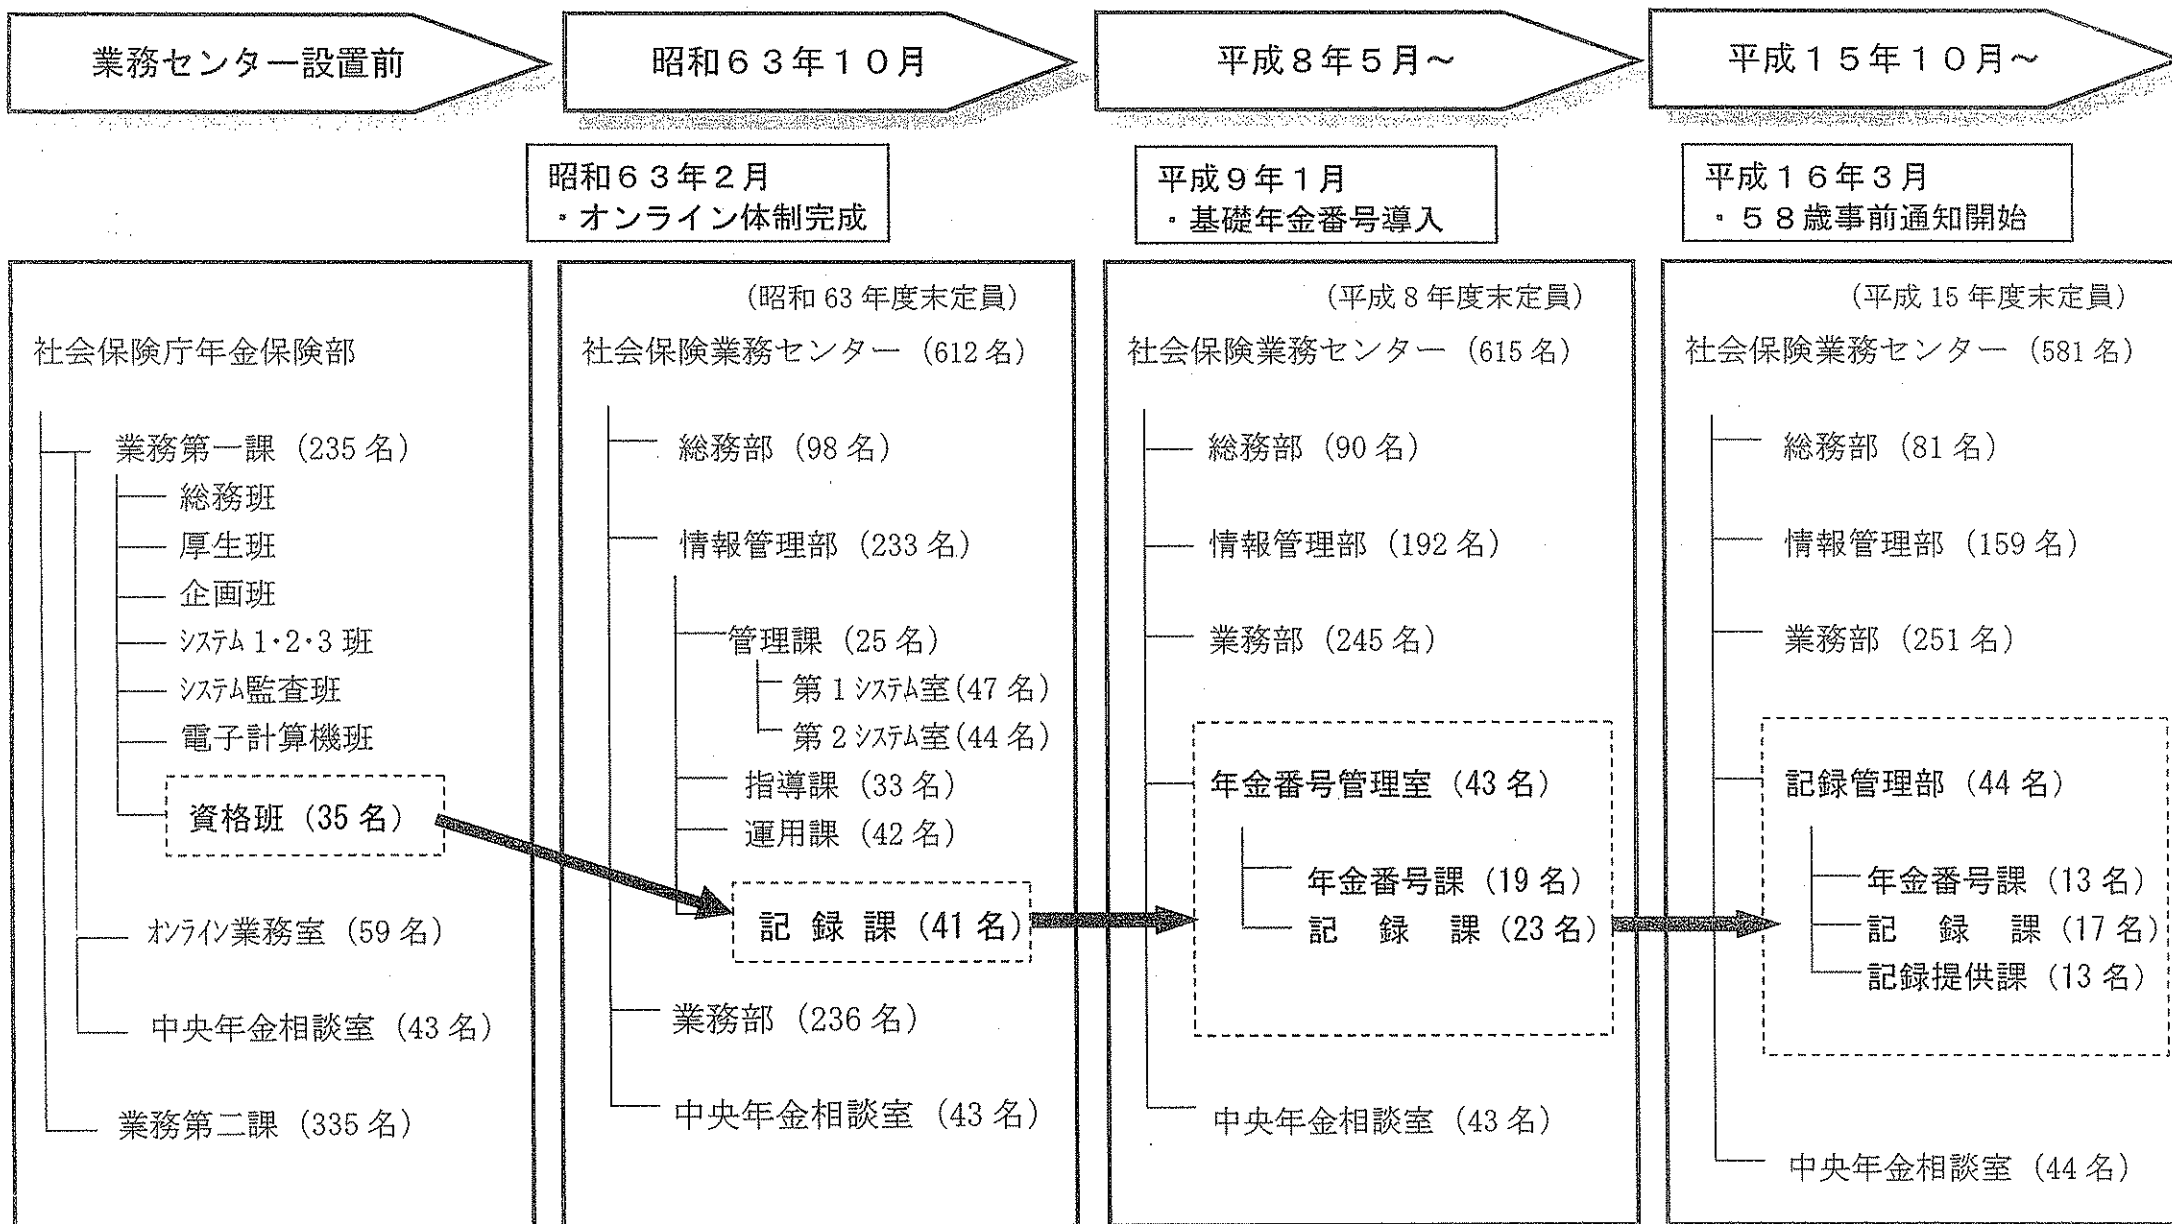 業務センター設置前
昭和６３年１０月
平成８年５月～
平成１５年１０月～
昭和６３年２月
・オンライン体制完成
平成９年１月
・基礎年金番号導入
平成１６年３月
・５８歳事前通知開始
社会保険庁年金保険部
業務第一課（235 名）
総務班
厚生班
企画班
ｼｽﾃﾑ 1・2・3 班
ｼｽﾃﾑ監査班
電子計算機班
資格班（35 名）
ｵﾝﾗｲﾝ業務室（59 名）
中央年金相談室（43 名）
業務第二課（335 名）
（昭和 63 年度末定員）
社会保険業務センター（612 名）
総務部（98 名）
情報管理部（233 名）
管理課（25 名）
第 1 ｼｽﾃﾑ室（47 名）
第 2 ｼｽﾃﾑ室（44 名）
指導課（33 名）
運用課（42 名）
記 録 課（41 名）
業務部（236 名）
中央年金相談室（43 名）
（平成 8 年度末定員）
社会保険業務センター（615 名）
総務部（90 名）
情報管理部（192 名）
業務部（245 名）
年金番号管理室（43 名）
年金番号課（19 名）
記　録　課（23 名）
中央年金相談室（43 名）
（平成 15 年度末定員）
社会保険業務センター（581 名）
総務部（81 名）
情報管理部（159 名）
業務部（251 名）
記録管理部（44 名）
年金番号課（13 名）
記　録　課（17 名）
記録提供課（13 名）
中央年金相談室（44 名）